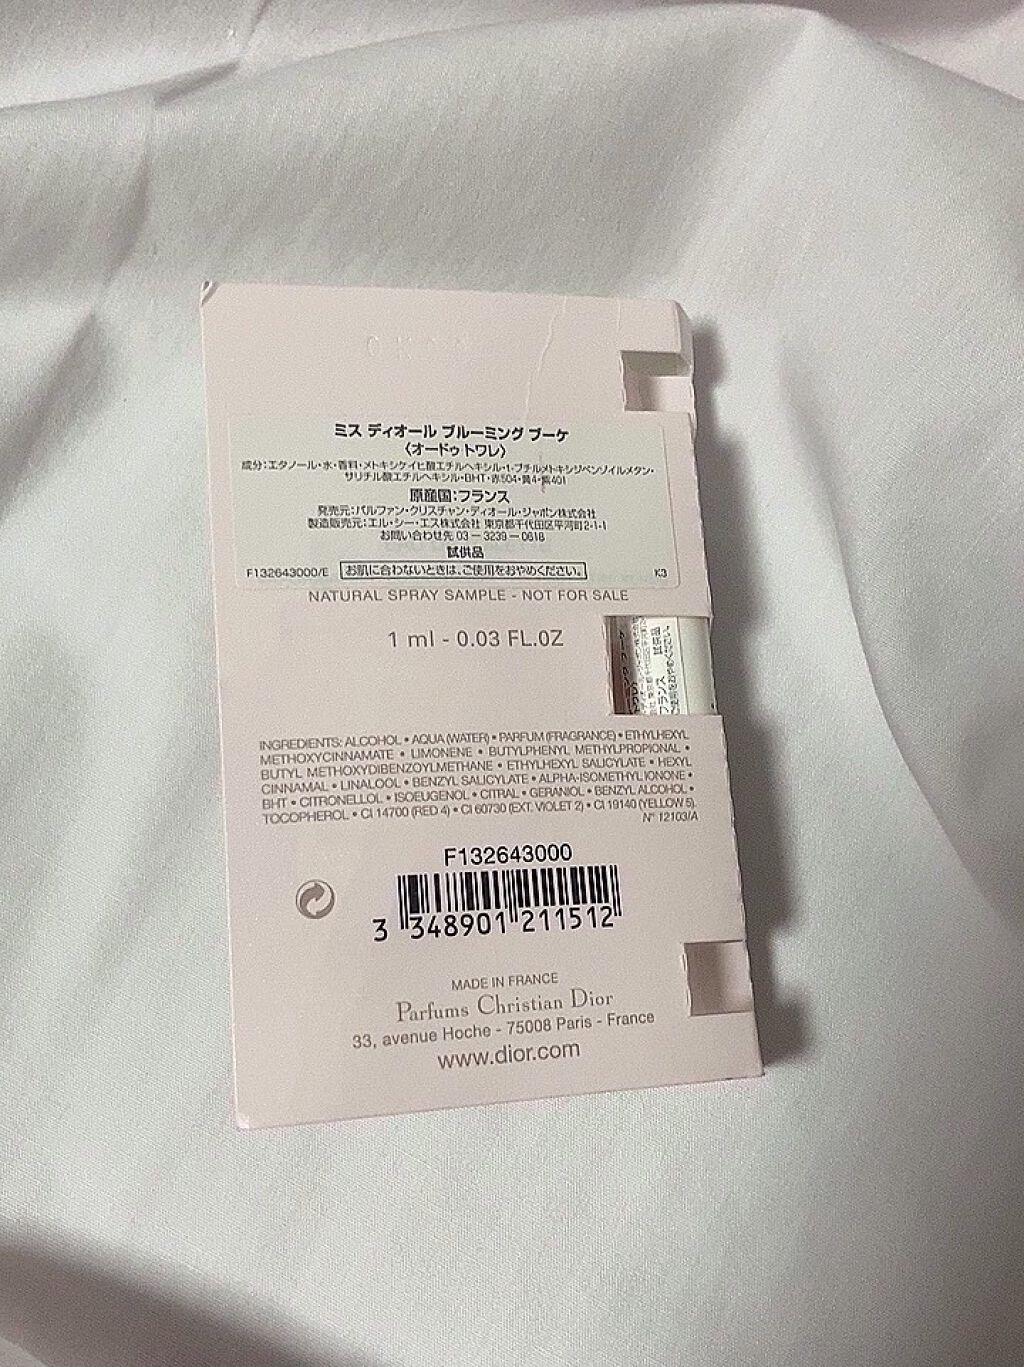 ミス ディオール ブルーミング ブーケ
〈オードゥ トワレ〉
成分:エタノール・水・香料・メトキシケイヒ酸エチルヘキシル・t-ブチルメトキシジベンゾイルメタン・
サリチル酸エチルヘキシル・BHT・赤504・黄4・紫401
原産国:フランス
発売元:パルファン・クリスチャン・ディオール・ジャポン株式会社
製造販売元:エル・シー・エス株式会社 東京都千代田区平河町2-1-1
お問い合わせ先 03-3239-0618
試供品
F132643000/E お肌に合わないときは、ご使用をおやめください。 K3
NATURAL SPRAY SAMPLE - NOT FOR SALE
1 ml - 0.03 FL.OZ
フランス 試供品
INGREDIENTS: ALCOHOL • AQUA (WATER) • PARFUM (FRAGRANCE) • ETHYLHEXYL
METHOXYCINNAMATE • LIMONENE • BUTYLPHENYL METHYLPROPIONAL •
BUTYL METHOXYDIBENZOYLMETHANE • ETHYLHEXYL SALICYLATE • HEXYL
CINNAMAL • LINALOOL • BENZYL SALICYLATE • ALPHA-ISOMETHYL IONONE •
BHT • CITRONELLOL • ISOEUGENOL • CITRAL • GERANIOL • BENZYL ALCOHOL •
TOCOPHEROL • CI 14700 (RED 4) • CI 60730 (EXT. VIOLET 2) • CI 19140 (YELLOW 5).
N° 12103/A
F132643000
3 348901 211512
MADE IN FRANCE
Parfums Christian Dior
33, avenue Hoche - 75008 Paris - France
www.dior.com